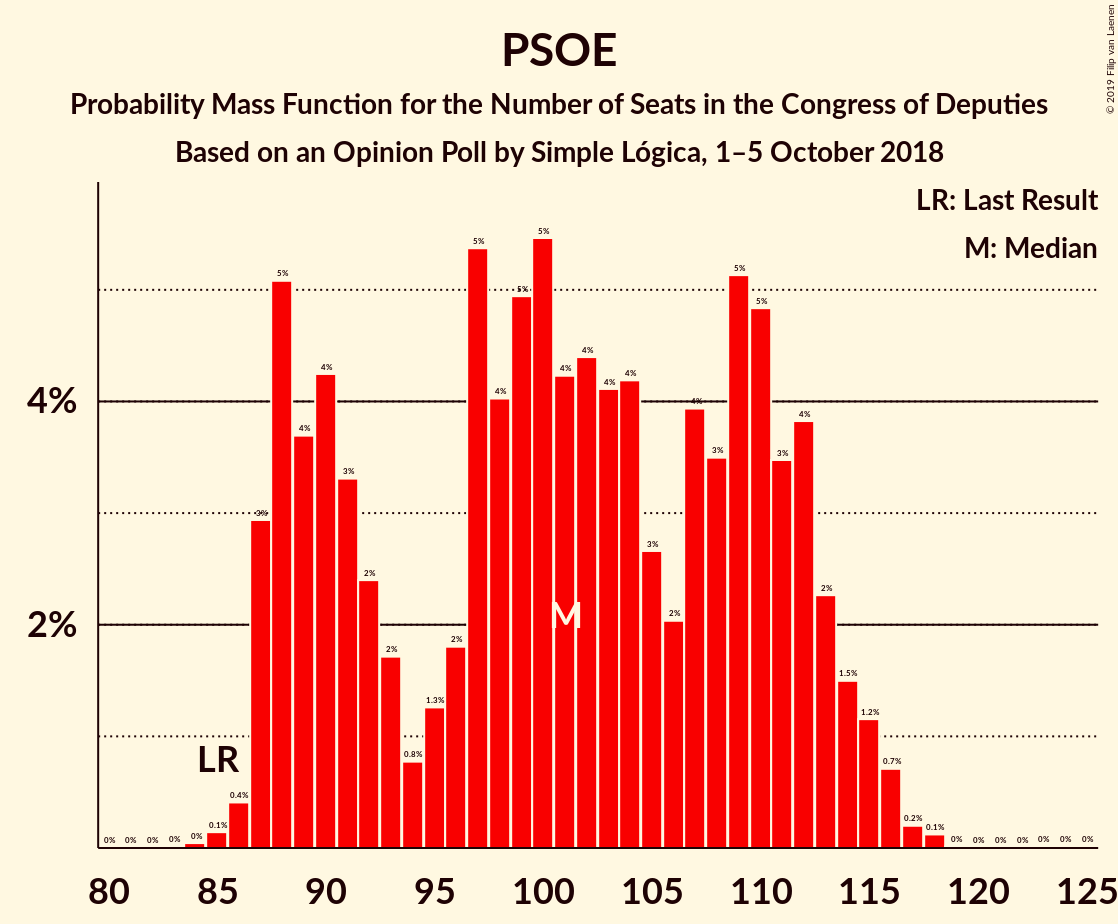 PSOE
Probability Mass Function for the Number of Seats in the Congress of Deputies
Based on an Opinion Poll by Simple Lógica, 1–5 October 2018
© 2019 Filip van Laenen
LR: Last Result
M: Median
4%
2%
0% 0% 0% 0% 0% 0.1% 0.4% 3% 5% 4% 4% 3% 2% 2% 0.8% 1.3% 2% 5% 4% 5% 5% 4% 4% 4% 4% 3% 2% 4% 3% 5% 5% 3% 4% 2% 1.5% 1.2% 0.7% 0.2% 0.1% 0% 0% 0% 0% 0% 0% 0%
LR
M
80 85 90 95 100 105 110 115 120 125